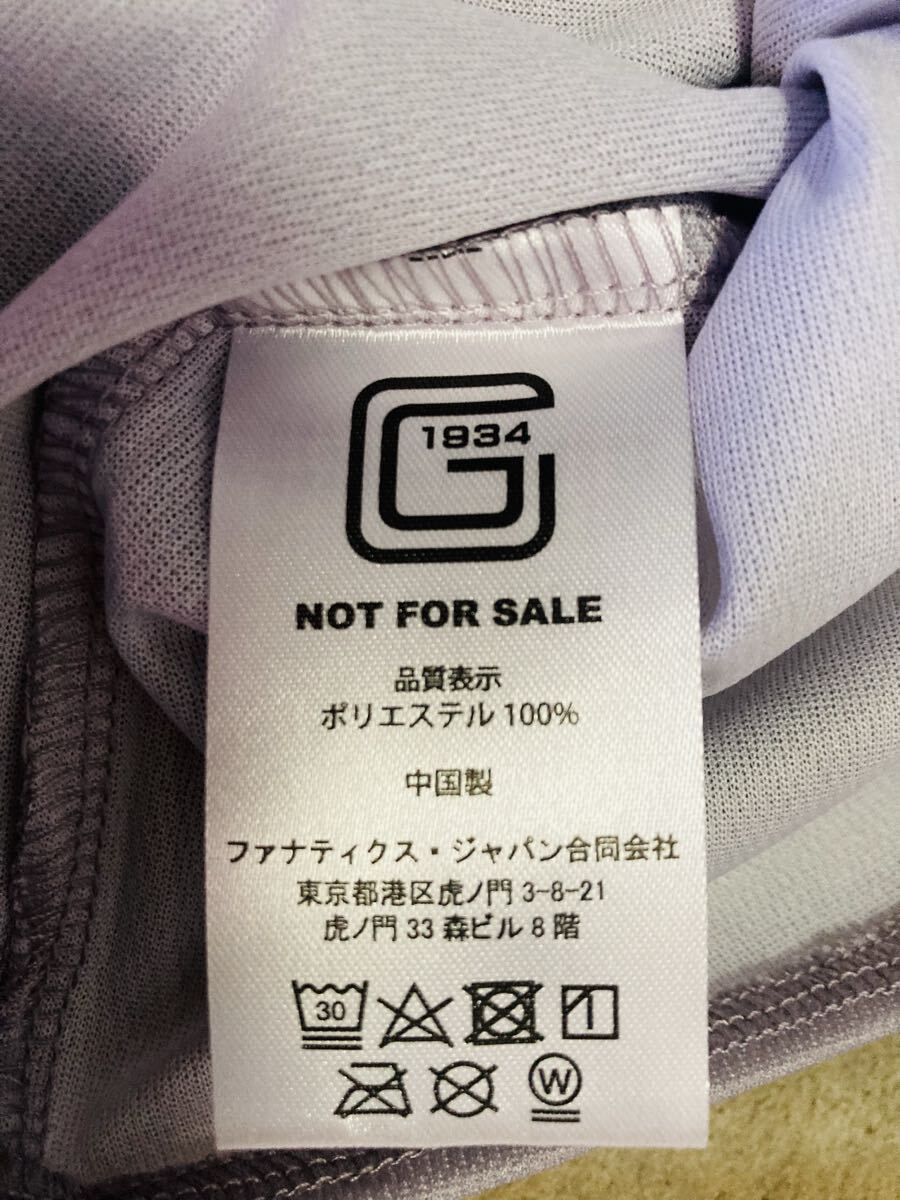 1934
NOT FOR SALE
品質表示
ポリエステル 100%
中国製
ファナティクス・ジャパン合同会社
東京都港区虎ノ門 3-8-21
虎ノ門 33 森ビル 8 階
30
W